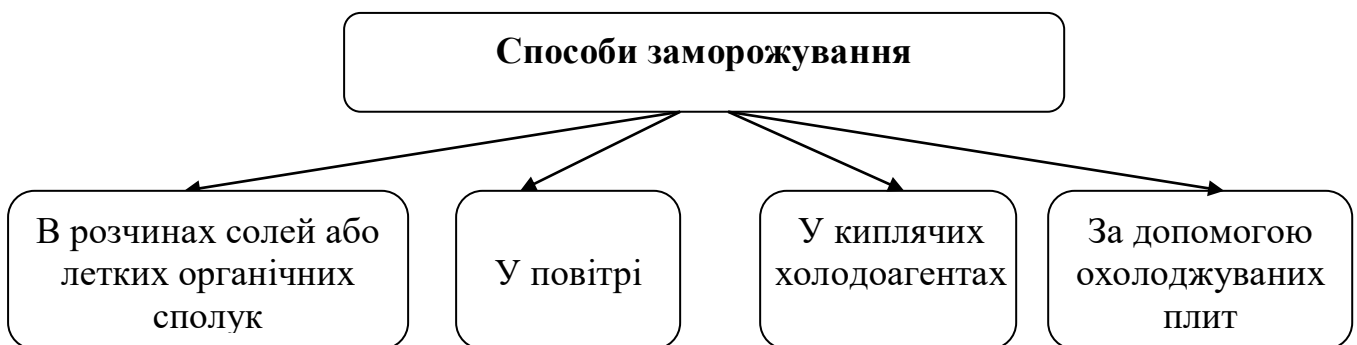 Способи заморожування
В розчинах солей або
летких органічних
сполук
У повітрі
У киплячих
холодоагентах
За допомогою
охолоджуваних
плит